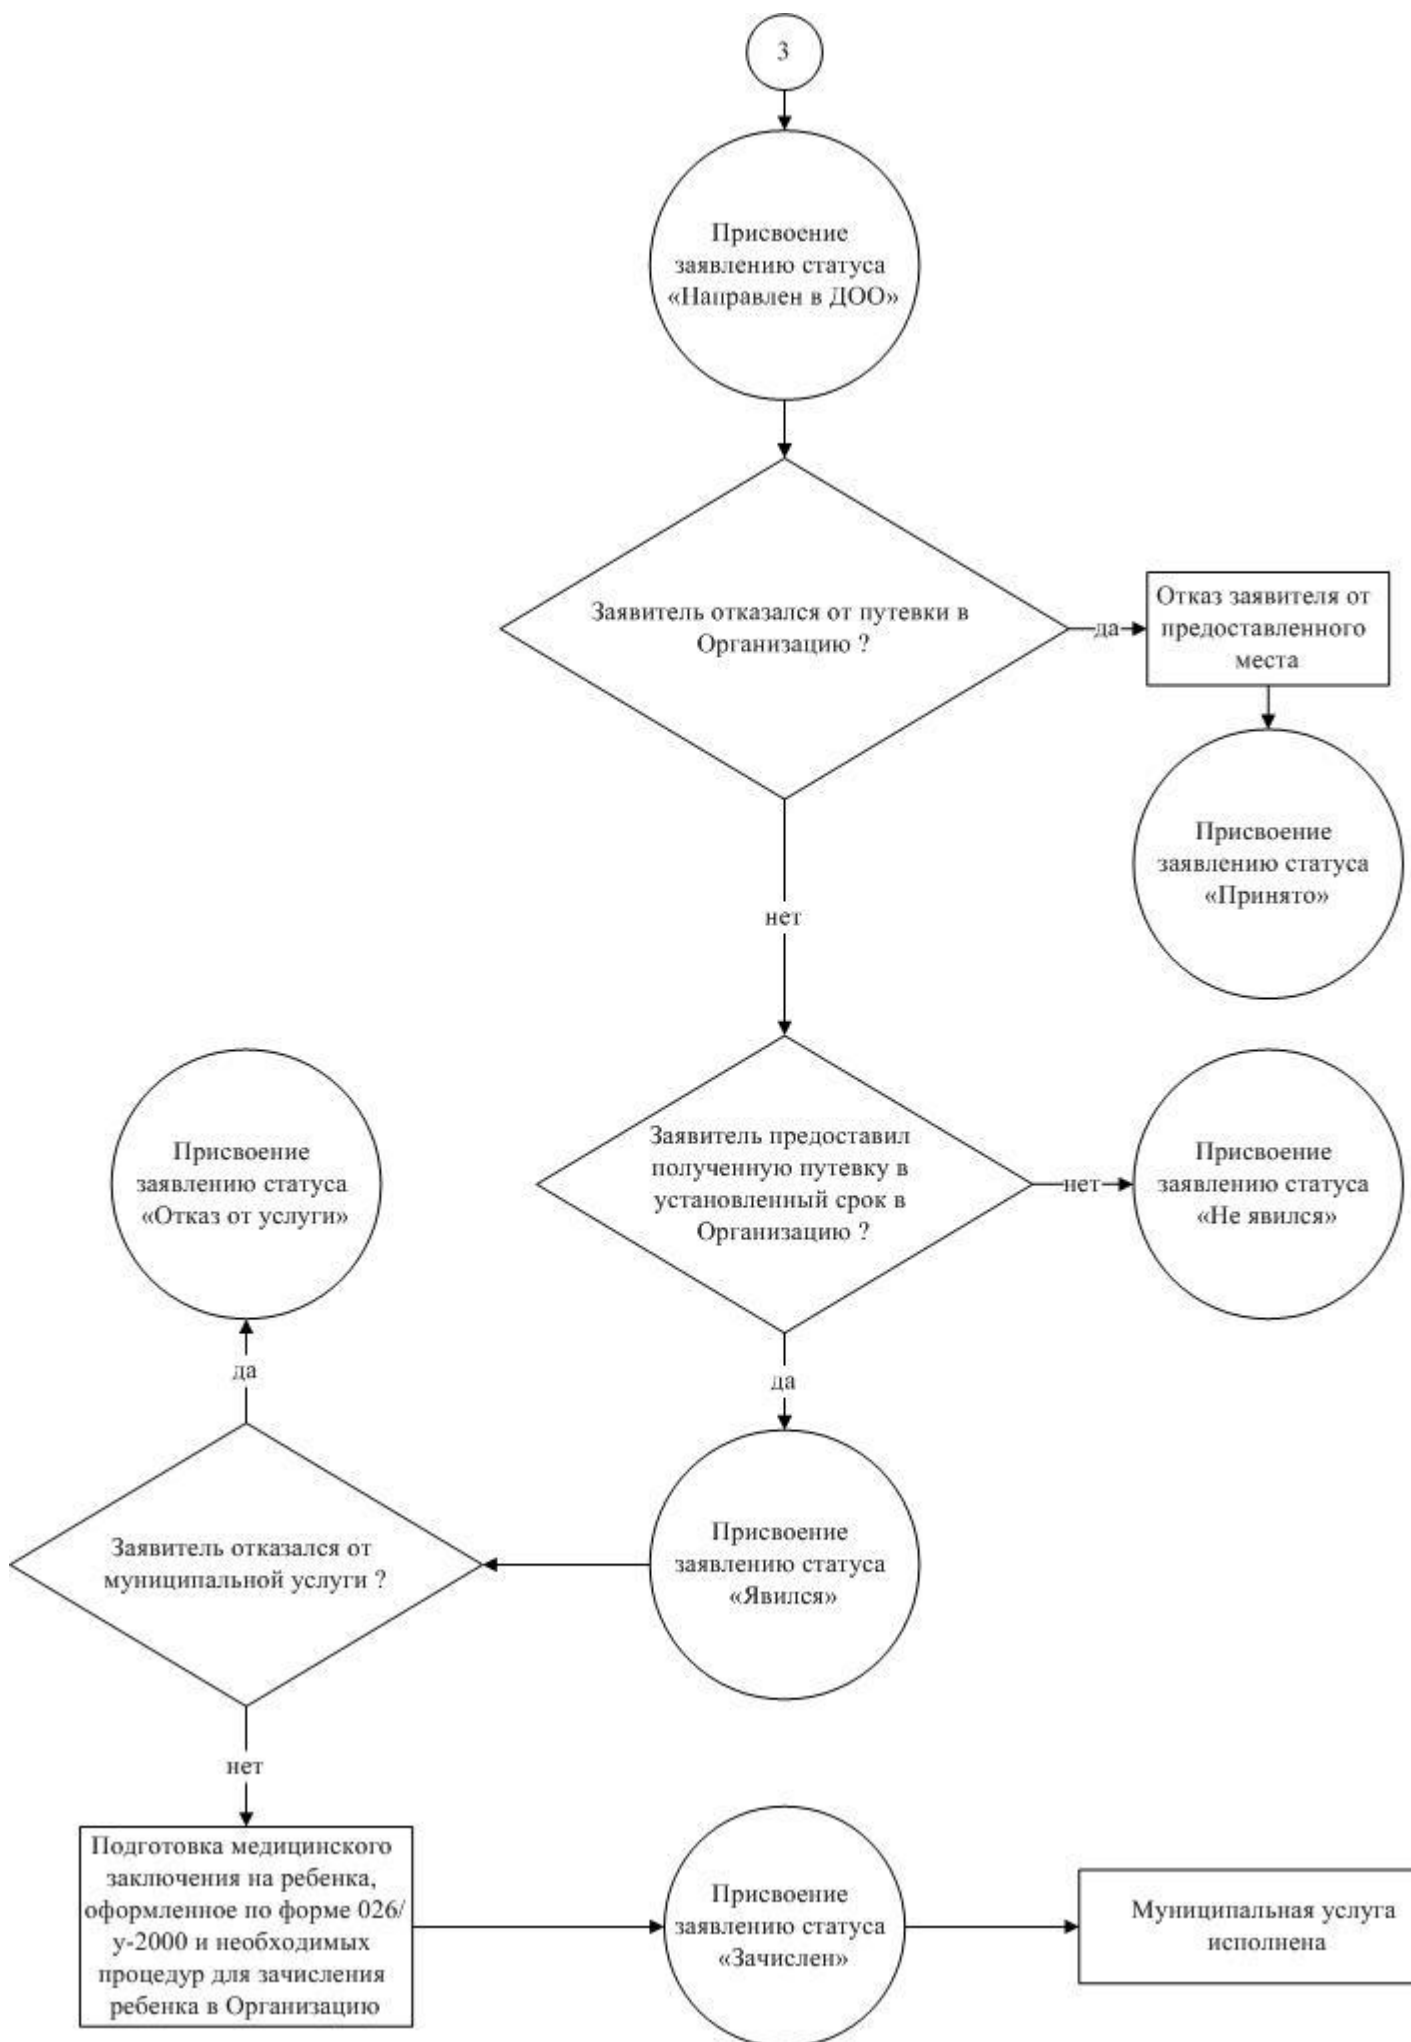 3
Присвоение
заявлению статуса
«Направлен в ДОО»
Заявитель отказался от путевки в
Организацию ?
да
Отказ заявителя от
предоставленного
места
Присвоение
заявлению статуса
«Принято»
нет
Заявитель предоставил
полученную путевку в
установленный срок в
Организацию ?
нет
Присвоение
заявлению статуса
«Не явился»
да
Присвоение
заявлению статуса
«Явился»
Заявитель отказался от
муниципальной услуги ?
да
Присвоение
заявлению статуса
«Отказ от услуги»
нет
Подготовка медицинского
заключения на ребенка,
оформленное по форме 026/
у-2000 и необходимых
процедур для зачисления
ребенка в Организацию
Присвоение
заявлению статуса
«Зачислен»
Муниципальная услуга
исполнена